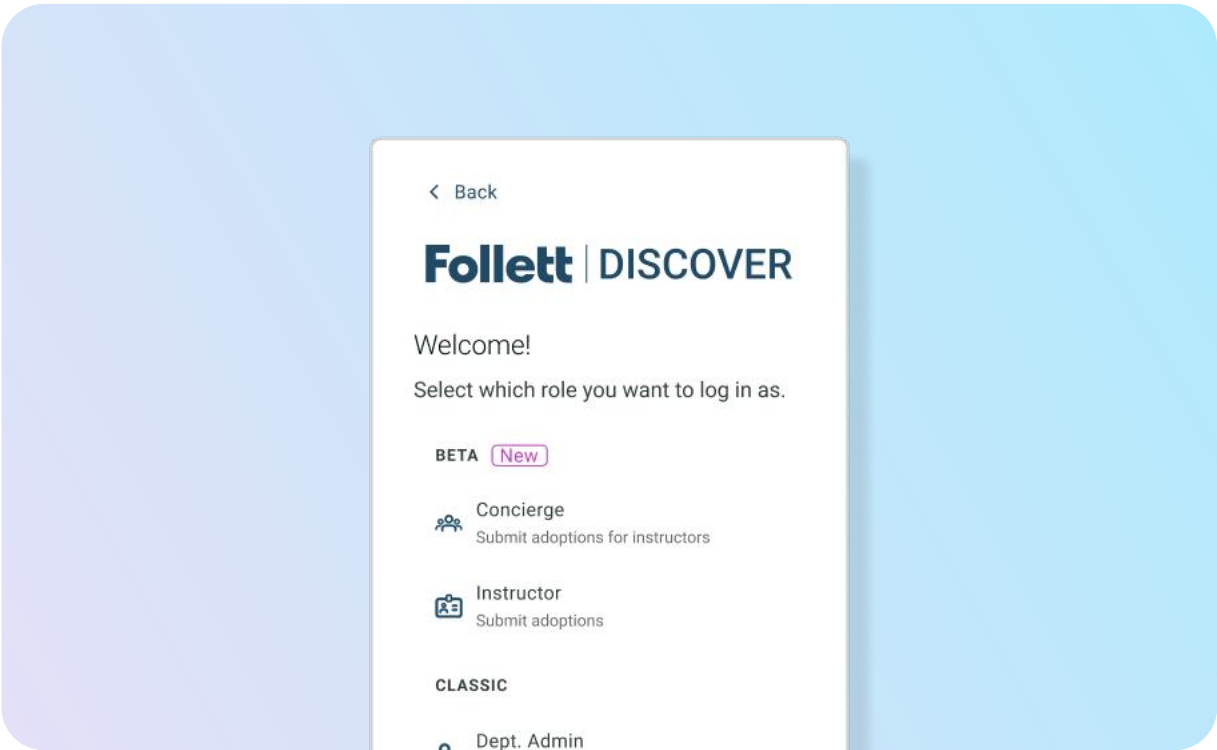 Back
Follett | DISCOVER
Welcome!
Select which role you want to log in as.
BETA New
Concierge
Submit adoptions for instructors
Instructor
Submit adoptions
CLASSIC
Dept. Admin